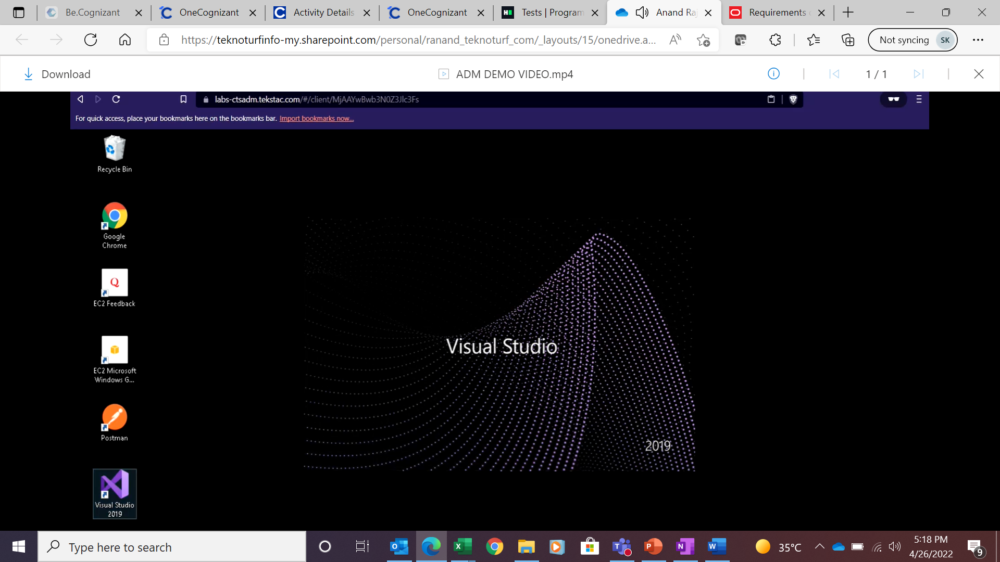 Be.Cognizant
OneCognizant
Activity Details
OneCognizant
Tests | Program
Anand Raj
Requirements
https://teknoturfinfo-my.sharepoint.com/personal/ranand_teknoturf_com/_layouts/15/onedrive.a...
Not syncing
SK
Download
ADM DEMO VIDEO.mp4
1 / 1
labs-ctsadm.tekstac.com/#/client/MjAAYwBwb3N0Z3Jlc3Fs
For quick access, place your bookmarks here on the bookmarks bar. Import bookmarks now...
Recycle Bin
Google
Chrome
EC2 Feedback
EC2 Microsoft
Windows G...
Postman
Visual Studio
2019
Visual Studio
2019
Type here to search
35°C
5:18 PM
4/26/2022
9